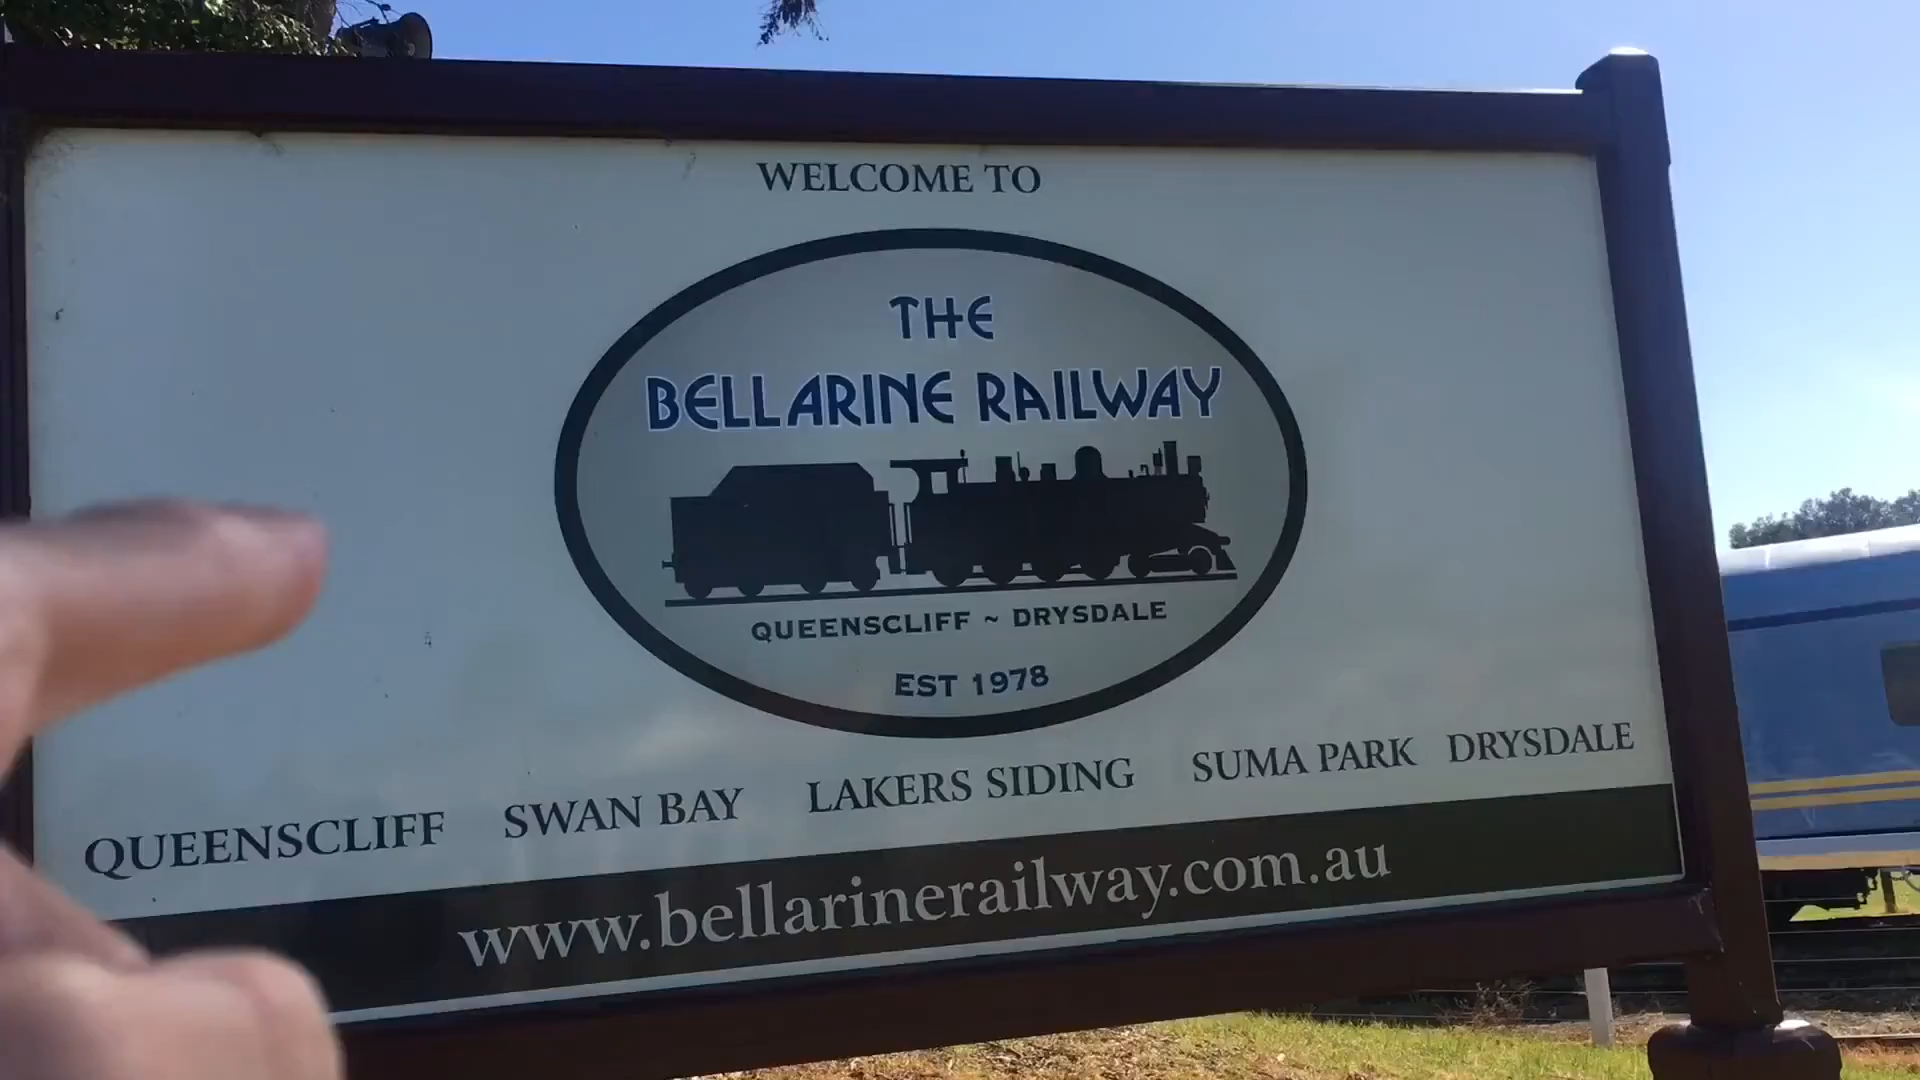 WELCOME TO
THE
BELLARINE RAILWAY
QUEENSCLIFF ~ DRYSDALE
EST 1978
QUEENSCLIFF SWAN BAY LAKERS SIDING SUMA PARK DRYSDALE
www.bellarinerailway.com.au